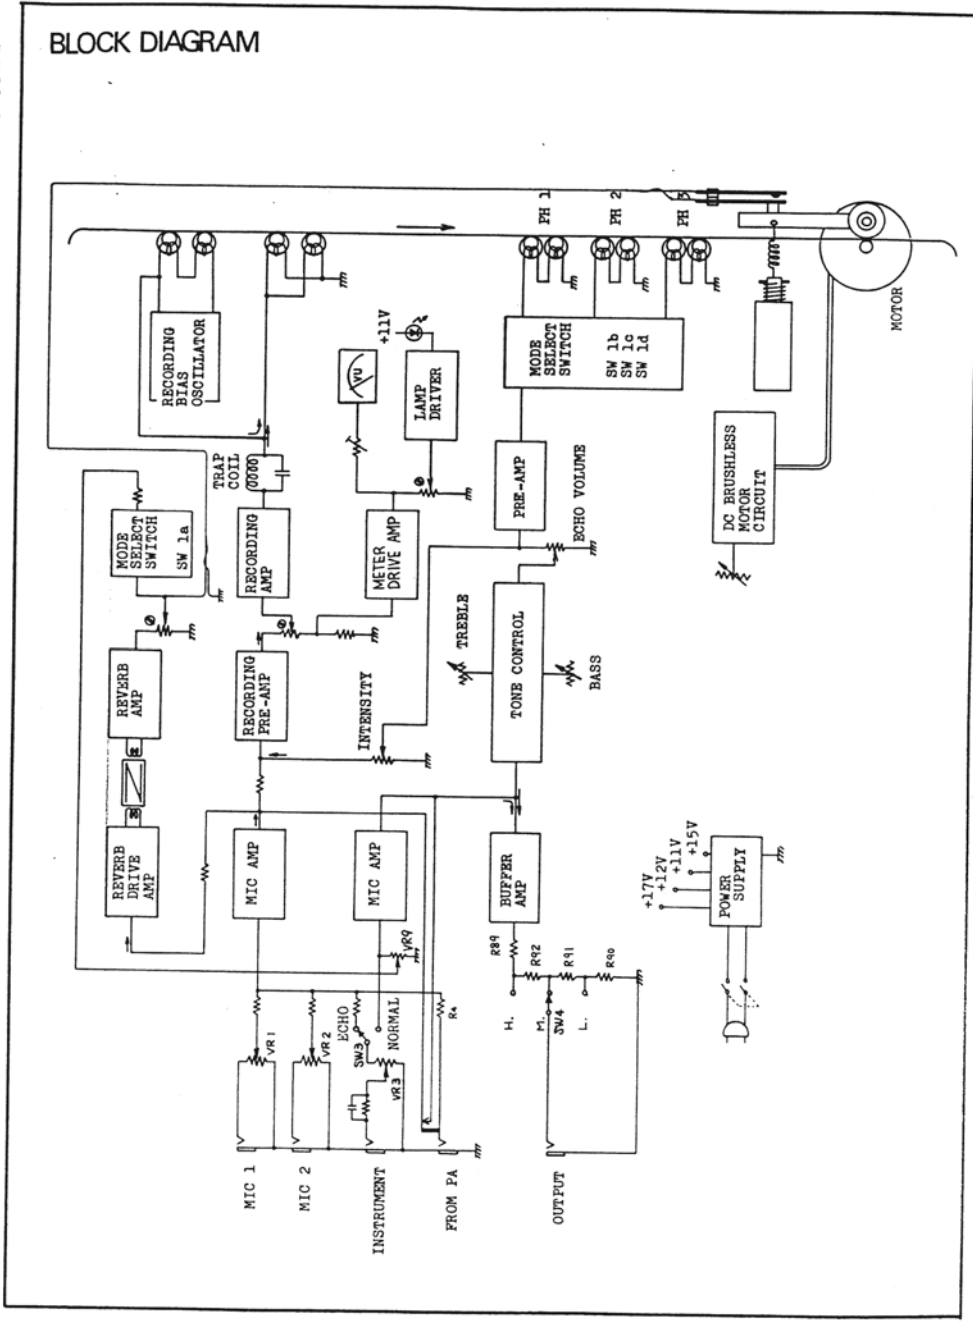 BLOCK DIAGRAM
MIC 1
MIC 2
INSTRUMENT
FROM PA
OUTPUT
VR1
VR2
ECHO
SW3
NORMAL
VR3
R4
VR9
H.
M.
SW4
L.
R89
R92
R91
R90
REVERB
DRIVE
AMP
MIC AMP
MIC AMP
BUFFER
AMP
+17V
+12V
+11V
+15V
POWER
SUPPLY
REVERB
AMP
RECORDING
PRE-AMP
INTENSITY
TREBLE
TONE CONTROL
BASS
MODE
SELECT
SWITCH
SW 1a
RECORDING
AMP
METER
DRIVE AMP
PRE-AMP
ECHO VOLUME
DC BRUSHLESS
MOTOR
CIRCUIT
TRAP
COIL
RECORDING
BIAS
OSCILLATOR
VU
LAMP
DRIVER
+11V
MODE
SELECT
SWITCH
SW 1b
SW 1c
SW 1d
PH 1
PH 2
PH 3
MOTOR